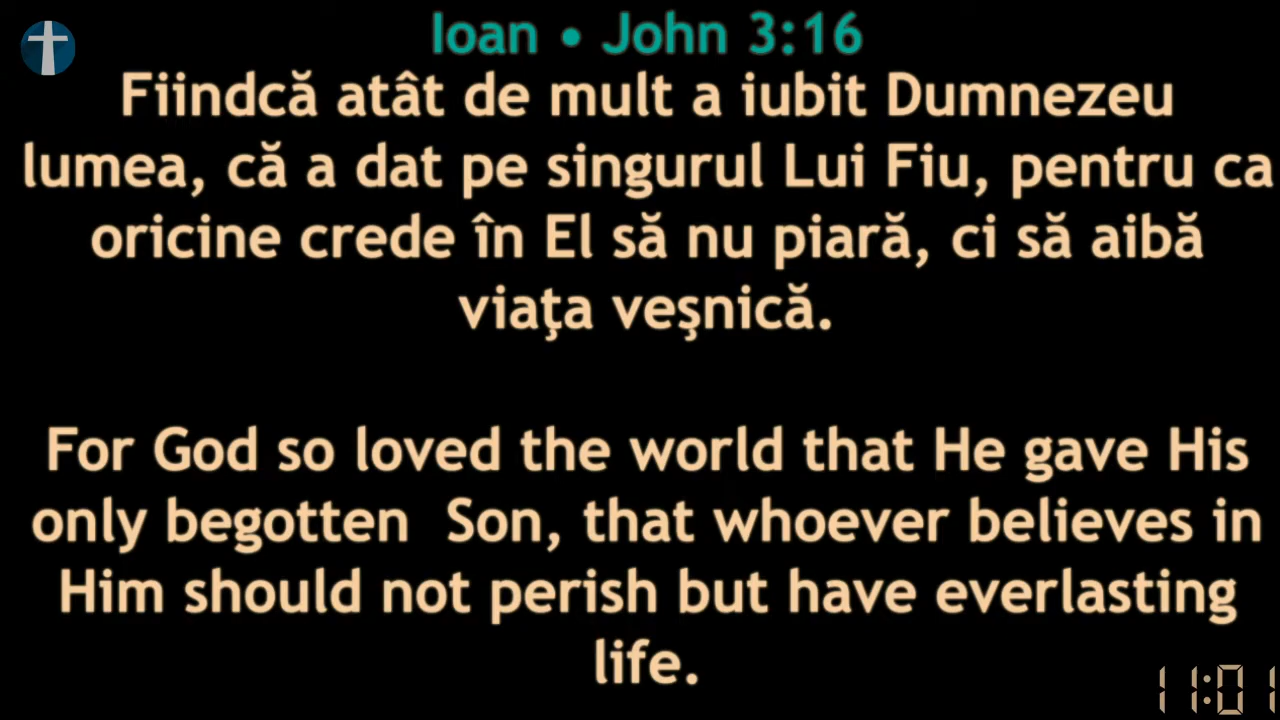 Ioan • John 3:16
Fiindcă atât de mult a iubit Dumnezeu
lumea, că a dat pe singurul Lui Fiu, pentru ca
oricine crede în El să nu piară, ci să aibă
viaţa veşnică.
For God so loved the world that He gave His
only begotten  Son, that whoever believes in
Him should not perish but have everlasting
life.
11:01